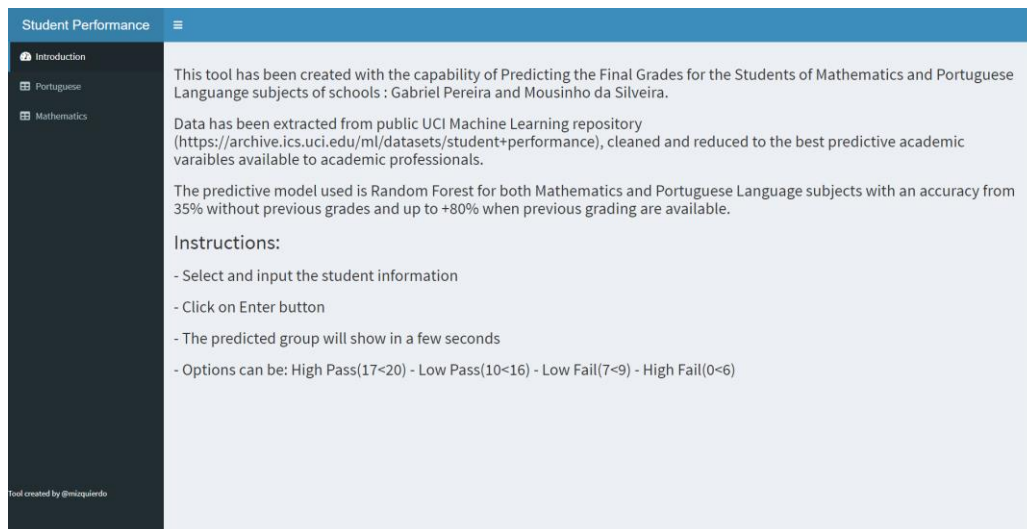 Student Performance
Introduction
Portuguese
Mathematics
This tool has been created with the capability of Predicting the Final Grades for the Students of Mathematics and Portuguese
Languange subjects of schools : Gabriel Pereira and Mousinho da Silveira.
Data has been extracted from public UCI Machine Learning repository
(https://archive.ics.uci.edu/ml/datasets/student+performance), cleaned and reduced to the best predictive academic
varaibles available to academic professionals.
The predictive model used is Random Forest for both Mathematics and Portuguese Language subjects with an accuracy from
35% without previous grades and up to +80% when previous grading are available.
Instructions:
- Select and input the student information
- Click on Enter button
- The predicted group will show in a few seconds
- Options can be: High Pass(17<20) - Low Pass(10<16) - Low Fail(7<9) - High Fail(0<6)
Tool created by @mizquierdo